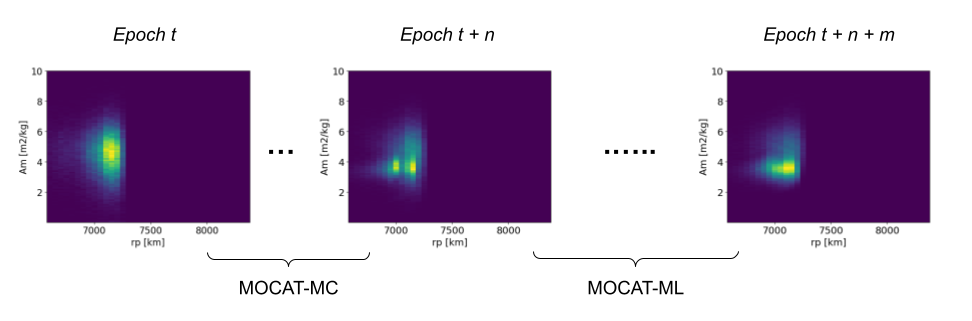 Epoch t
Epoch t + n
Epoch t + n + m
10
8
6
4
2
Am [m2/kg]
7000 7500 8000
rp [km]
...
10
8
6
4
2
Am [m2/kg]
7000 7500 8000
rp [km]
......
10
8
6
4
2
Am [m2/kg]
7000 7500 8000
rp [km]
MOCAT-MC
MOCAT-ML